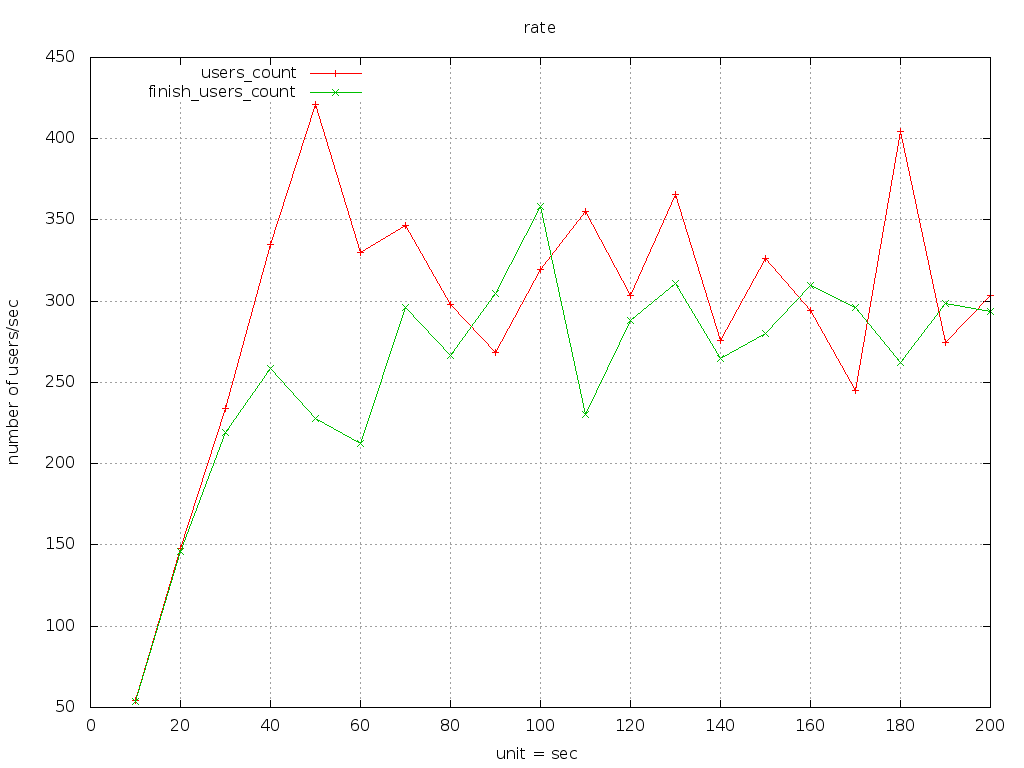 rate
users_count
finish_users_count
450
400
350
300
250
200
150
100
50
number of users/sec
0 20 40 60 80 100 120 140 160 180 200
unit = sec